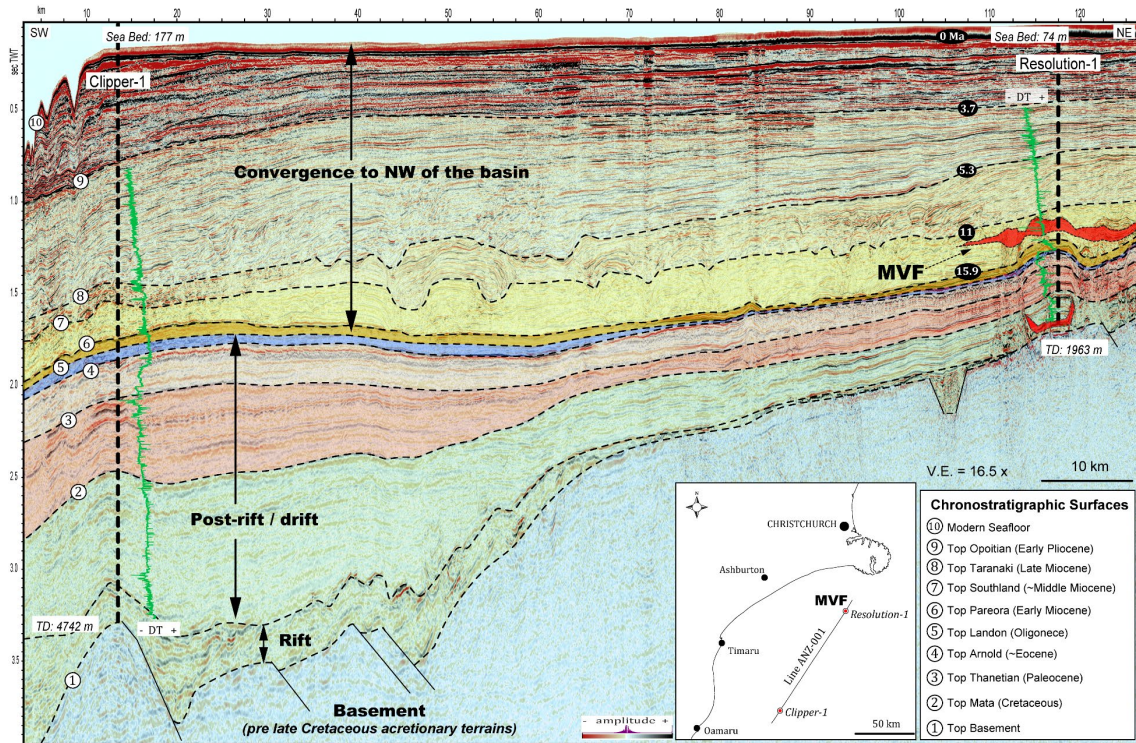 km
10
20
30
40
50
60
70
80
90
100
110
120
SW
Sea Bed: 177 m
0 Ma
Sea Bed: 74 m
NE
sec TWT
Clipper-1
Resolution-1
- DT +
0.5
10
3.7
Convergence to NW of the basin
9
5.3
1.0
11
MVF
15.9
8
1.5
7
6
5
4
TD: 1963 m
2.0
3
V.E. = 16.5 x
10 km
2
2.5
Post-rift / drift
3.0
TD: 4742 m
- DT +
Rift
3.5
1
Basement
(pre late Cretaceous acretionary terrains)
- amplitude +
N
CHRISTCHURCH
Ashburton
MVF
Resolution-1
Timaru
Line ANZ-001
Clipper-1
Oamaru
50 km
Chronostratigraphic Surfaces
10 Modern Seafloor
9 Top Opoitian (Early Pliocene)
8 Top Taranaki (Late Miocene)
7 Top Southland (~Middle Miocene)
6 Top Pareora (Early Miocene)
5 Top Landon (Oligonece)
4 Top Arnold (~Eocene)
3 Top Thanetian (Paleocene)
2 Top Mata (Cretaceous)
1 Top Basement